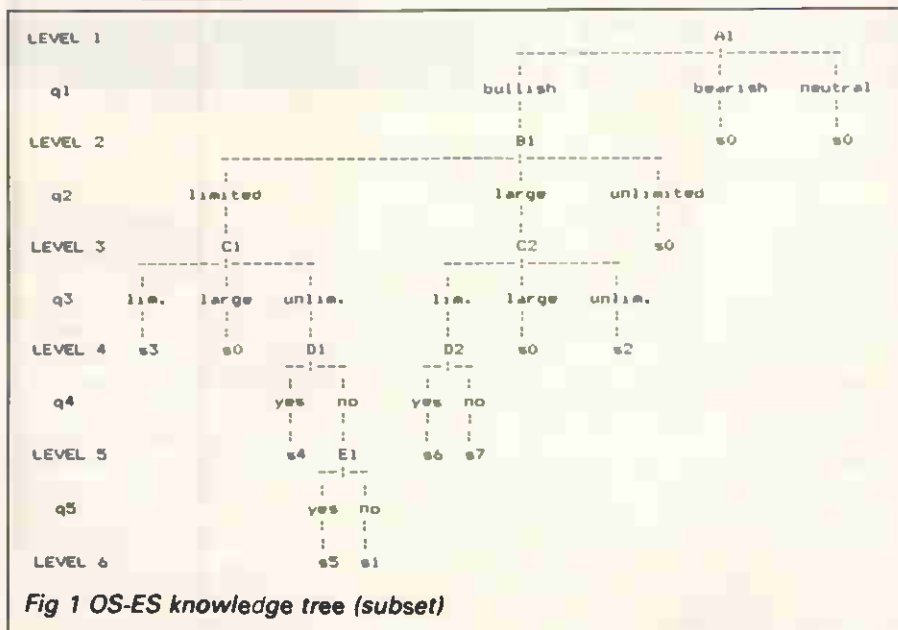 LEVEL 1 A1
q1 bullish bearish neutral
LEVEL 2 B1 s0 s0
q2 limited large unlimited
LEVEL 3 C1 C2 s0
q3 lim. large unlim. lim. large unlim.
LEVEL 4 s3 s0 D1 D2 s0 s2
q4 yes no yes no
LEVEL 5 s4 E1 s6 s7
q5 yes no
LEVEL 6 s5 s1
Fig 1 OS-ES knowledge tree (subset)